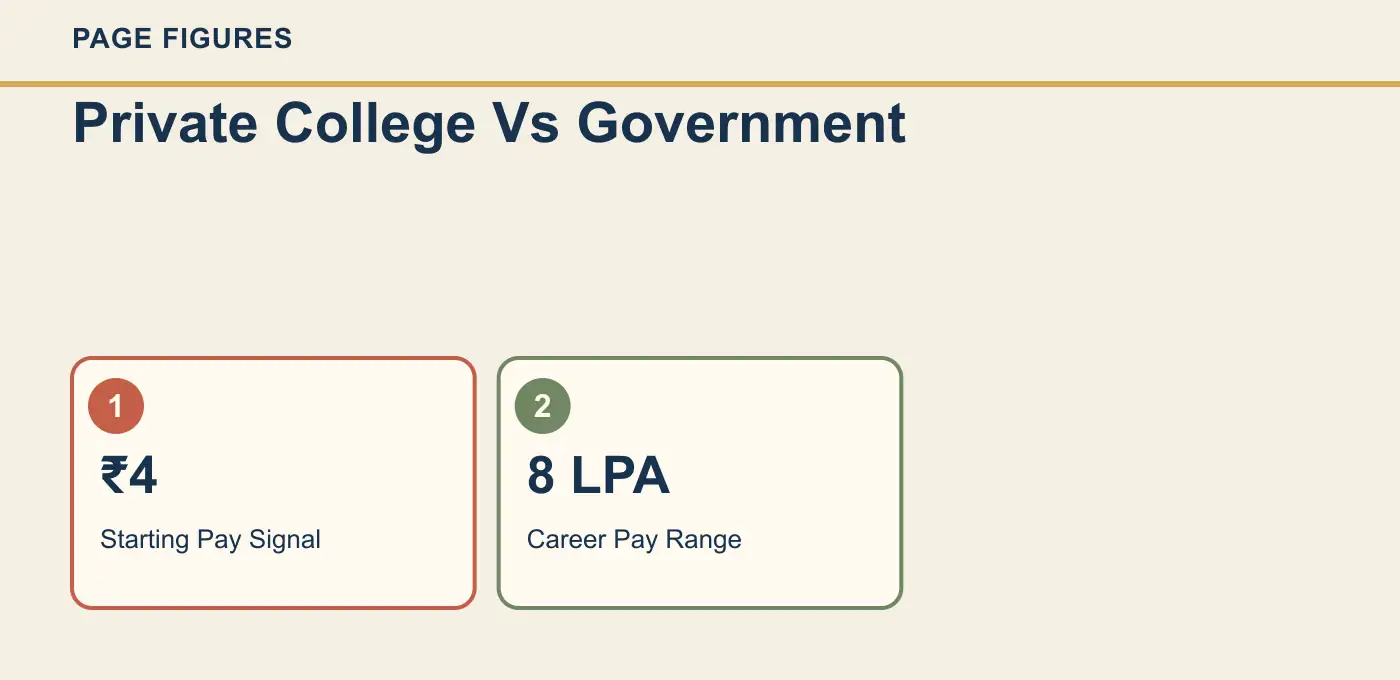 PAGE FIGURES
Private College Vs Government
1
₹4
Starting Pay Signal
2
8 LPA
Career Pay Range